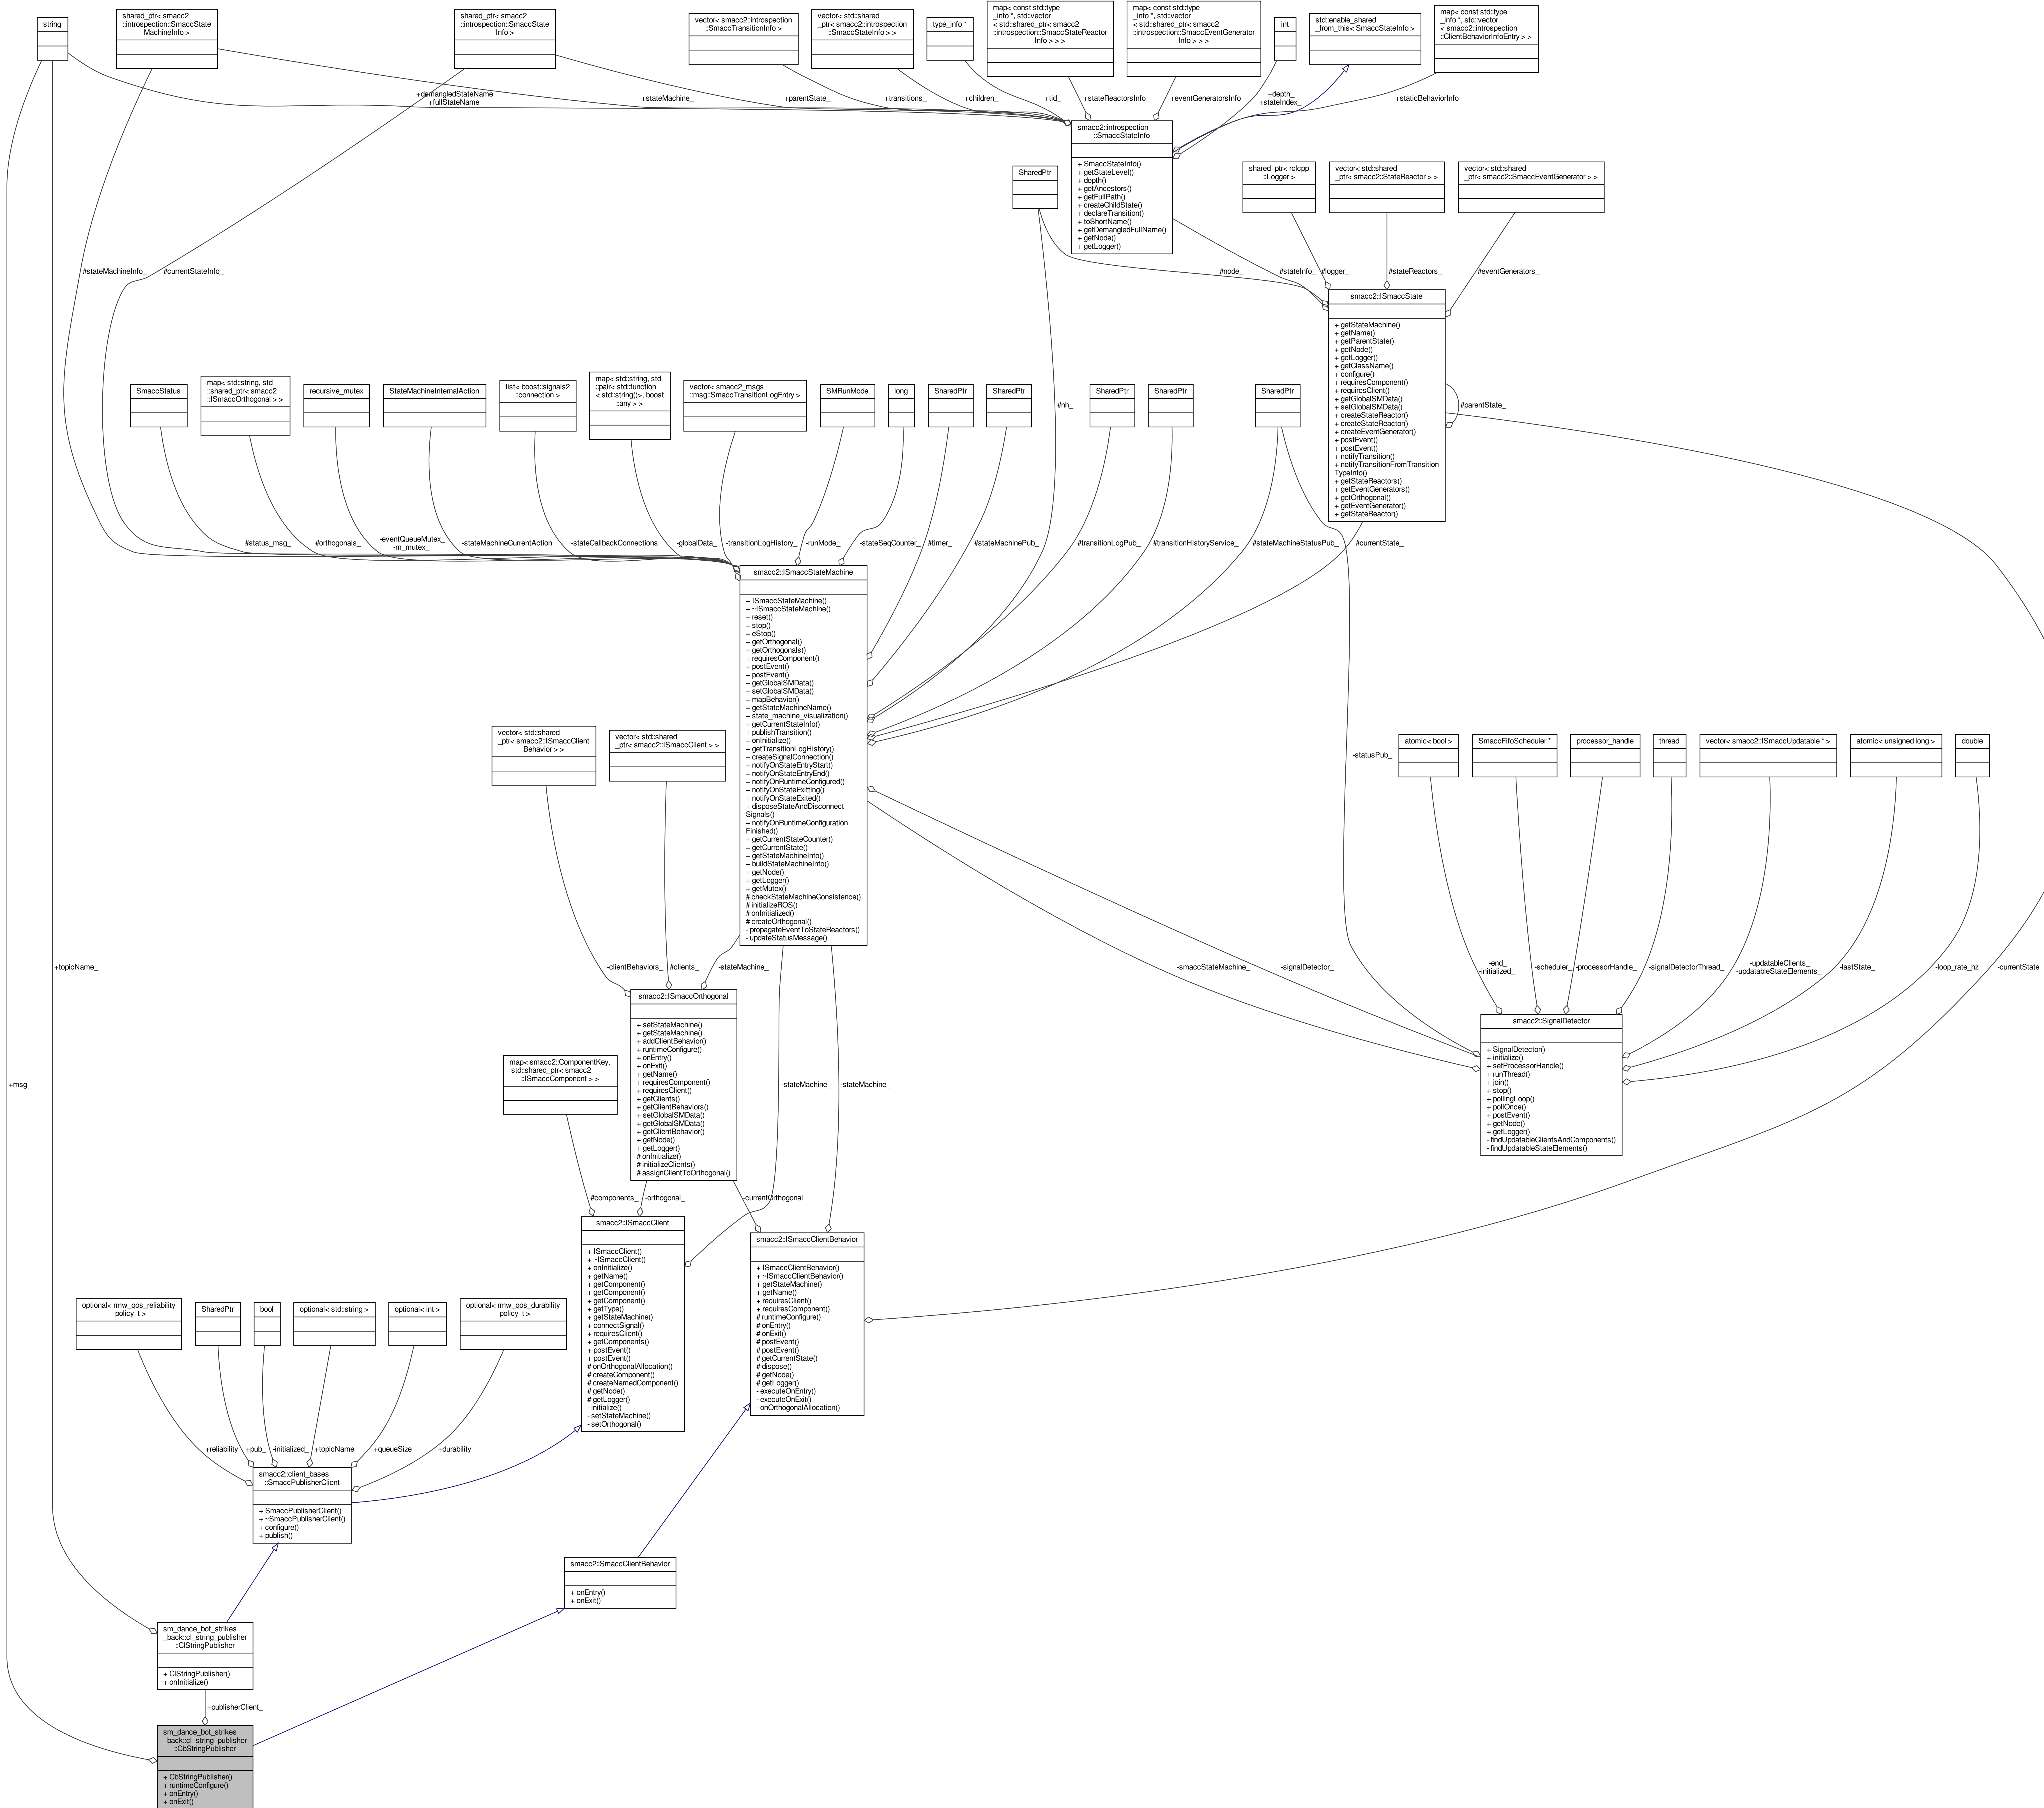 string
shared_ptr< smacc2
::introspection::SmaccState
MachineInfo >
shared_ptr< smacc2
::introspection::SmaccState
Info >
vector< smacc2::introspection
::SmaccTransitionInfo >
vector< std::shared
_ptr< smacc2::introspection
::SmaccStateInfo > >
type_info *
map< const std::type
_info *, std::vector
< std::shared_ptr< smacc2
::introspection::SmaccStateReactor
Info > > >
map< const std::type
_info *, std::vector
< std::shared_ptr< smacc2
::introspection::SmaccEventGenerator
Info > > >
int
std::enable_shared
_from_this< SmaccStateInfo >
map< const std::type
_info *, std::vector
< smacc2::introspection
::ClientBehaviorInfoEntry > >
+demangledStateName
+fullStateName
+stateMachine_
+parentState_
+transitions_
+children_
+tid_
+stateReactorsInfo
+eventGeneratorsInfo
+depth_
+stateIndex_
+staticBehaviorInfo
smacc2::introspection
::SmaccStateInfo
+ SmaccStateInfo()
+ getStateLevel()
+ depth()
+ getAncestors()
+ getFullPath()
+ createChildState()
+ declareTransition()
+ toShortName()
+ getDemangledFullName()
+ getNode()
+ getLogger()
SharedPtr
shared_ptr< rclcpp
::Logger >
vector< std::shared
_ptr< smacc2::StateReactor > >
vector< std::shared
_ptr< smacc2::SmaccEventGenerator > >
#stateMachineInfo_
#currentStateInfo_
#node_
#stateInfo_
#logger_
#stateReactors_
#eventGenerators_
smacc2::ISmaccState
+ getStateMachine()
+ getName()
+ getParentState()
+ getNode()
+ getLogger()
+ getClassName()
+ configure()
+ requiresComponent()
+ requiresClient()
+ getGlobalSMData()
+ setGlobalSMData()
+ createStateReactor()
+ createStateReactor()
+ createEventGenerator()
+ postEvent()
+ postEvent()
+ notifyTransition()
+ notifyTransitionFromTransition
TypeInfo()
+ getStateReactors()
+ getEventGenerators()
+ getOrthogonal()
+ getEventGenerator()
+ getStateReactor()
#parentState_
SmaccStatus
map< std::string, std
::shared_ptr< smacc2
::ISmaccOrthogonal > >
recursive_mutex
StateMachineInternalAction
list< boost::signals2
::connection >
map< std::string, std
::pair< std::function
< std::string()>, boost
::any > >
vector< smacc2_msgs
::msg::SmaccTransitionLogEntry >
SMRunMode
long
SharedPtr
SharedPtr
SharedPtr
SharedPtr
SharedPtr
#nh_
#status_msg_
#orthogonals_
-eventQueueMutex_
-m_mutex_
-stateMachineCurrentAction
-stateCallbackConnections
-globalData_
-transitionLogHistory_
-runMode_
-stateSeqCounter_
#timer_
#stateMachinePub_
#transitionLogPub_
#transitionHistoryService_
#stateMachineStatusPub_
#currentState_
smacc2::ISmaccStateMachine
+ ISmaccStateMachine()
+ ~ISmaccStateMachine()
+ reset()
+ stop()
+ eStop()
+ getOrthogonal()
+ getOrthogonals()
+ requiresComponent()
+ postEvent()
+ postEvent()
+ getGlobalSMData()
+ setGlobalSMData()
+ mapBehavior()
+ getStateMachineName()
+ state_machine_visualization()
+ getCurrentStateInfo()
+ publishTransition()
+ onInitialize()
+ getTransitionLogHistory()
+ createSignalConnection()
+ notifyOnStateEntryStart()
+ notifyOnStateEntryEnd()
+ notifyOnRuntimeConfigured()
+ notifyOnStateExitting()
+ notifyOnStateExited()
+ disposeStateAndDisconnect
Signals()
+ notifyOnRuntimeConfiguration
Finished()
+ getCurrentStateCounter()
+ getCurrentState()
+ getStateMachineInfo()
+ buildStateMachineInfo()
+ getNode()
+ getLogger()
+ getMutex()
# checkStateMachineConsistence()
# initializeROS()
# onInitialized()
# createOrthogonal()
- propagateEventToStateReactors()
- updateStatusMessage()
vector< std::shared
_ptr< smacc2::ISmaccClient
Behavior > >
vector< std::shared
_ptr< smacc2::ISmaccClient > >
-statusPub_
atomic< bool >
SmaccFifoScheduler *
processor_handle
thread
vector< smacc2::ISmaccUpdatable * >
atomic< unsigned long >
double
+topicName_
-clientBehaviors_
#clients_
-stateMachine_
-smaccStateMachine_
-signalDetector_
-end_
-initialized_
-scheduler_
-processorHandle_
-signalDetectorThread_
-updatableClients_
-updatableStateElements_
-lastState_
-loop_rate_hz
-currentState
smacc2::ISmaccOrthogonal
+ setStateMachine()
+ getStateMachine()
+ addClientBehavior()
+ runtimeConfigure()
+ onEntry()
+ onExit()
+ getName()
+ requiresComponent()
+ requiresClient()
+ getClients()
+ getClientBehaviors()
+ setGlobalSMData()
+ getGlobalSMData()
+ getClientBehavior()
+ getNode()
+ getLogger()
# onInitialize()
# initializeClients()
# assignClientToOrthogonal()
smacc2::SignalDetector
+ SignalDetector()
+ initialize()
+ setProcessorHandle()
+ runThread()
+ join()
+ stop()
+ pollingLoop()
+ pollOnce()
+ postEvent()
+ getNode()
+ getLogger()
- findUpdatableClientsAndComponents()
- findUpdatableStateElements()
map< smacc2::ComponentKey,
std::shared_ptr< smacc2
::ISmaccComponent > >
+msg_
-stateMachine_
-stateMachine_
#components_
-orthogonal_
-currentOrthogonal
smacc2::ISmaccClient
+ ISmaccClient()
+ ~ISmaccClient()
+ onInitialize()
+ getName()
+ getComponent()
+ getComponent()
+ getComponent()
+ getType()
+ getStateMachine()
+ connectSignal()
+ requiresClient()
+ getComponents()
+ postEvent()
+ postEvent()
# onOrthogonalAllocation()
# createComponent()
# createNamedComponent()
# getNode()
# getLogger()
- initialize()
- setStateMachine()
- setOrthogonal()
smacc2::ISmaccClientBehavior
+ ISmaccClientBehavior()
+ ~ISmaccClientBehavior()
+ getStateMachine()
+ getName()
+ requiresClient()
+ requiresComponent()
# runtimeConfigure()
# onEntry()
# onExit()
# postEvent()
# postEvent()
# getCurrentState()
# dispose()
# getNode()
# getLogger()
- executeOnEntry()
- executeOnExit()
- onOrthogonalAllocation()
optional< rmw_qos_reliability
_policy_t >
SharedPtr
bool
optional< std::string >
optional< int >
optional< rmw_qos_durability
_policy_t >
+reliability
+pub_
-initialized_
+topicName
+queueSize
+durability
smacc2::client_bases
::SmaccPublisherClient
+ SmaccPublisherClient()
+ ~SmaccPublisherClient()
+ configure()
+ publish()
smacc2::SmaccClientBehavior
+ onEntry()
+ onExit()
sm_dance_bot_strikes
_back::cl_string_publisher
::ClStringPublisher
+ ClStringPublisher()
+ onInitialize()
+publisherClient_
sm_dance_bot_strikes
_back::cl_string_publisher
::CbStringPublisher
+ CbStringPublisher()
+ runtimeConfigure()
+ onEntry()
+ onExit()